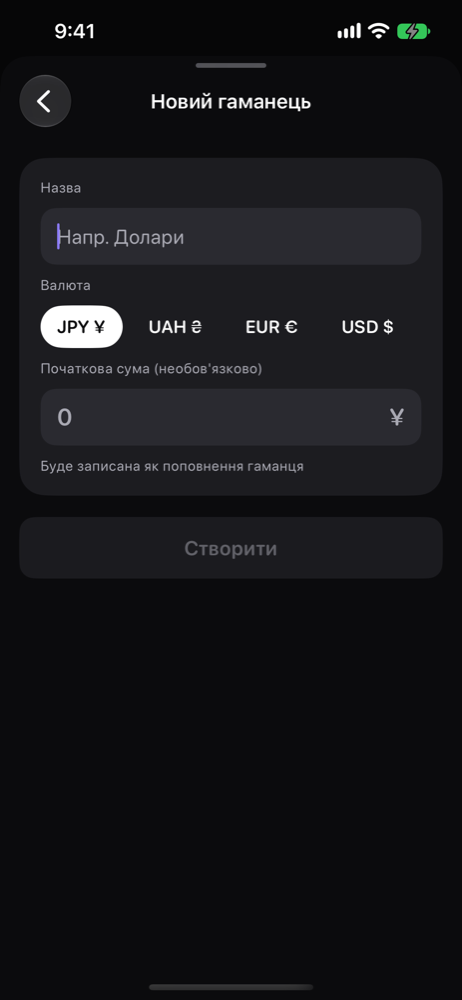 9:41
Новий гаманець
Назва
Напр. Долари
Валюта
JPY ¥ UAH ₴ EUR € USD $
Початкова сума (необов'язково)
0 ¥
Буде записана як поповнення гаманця
Створити